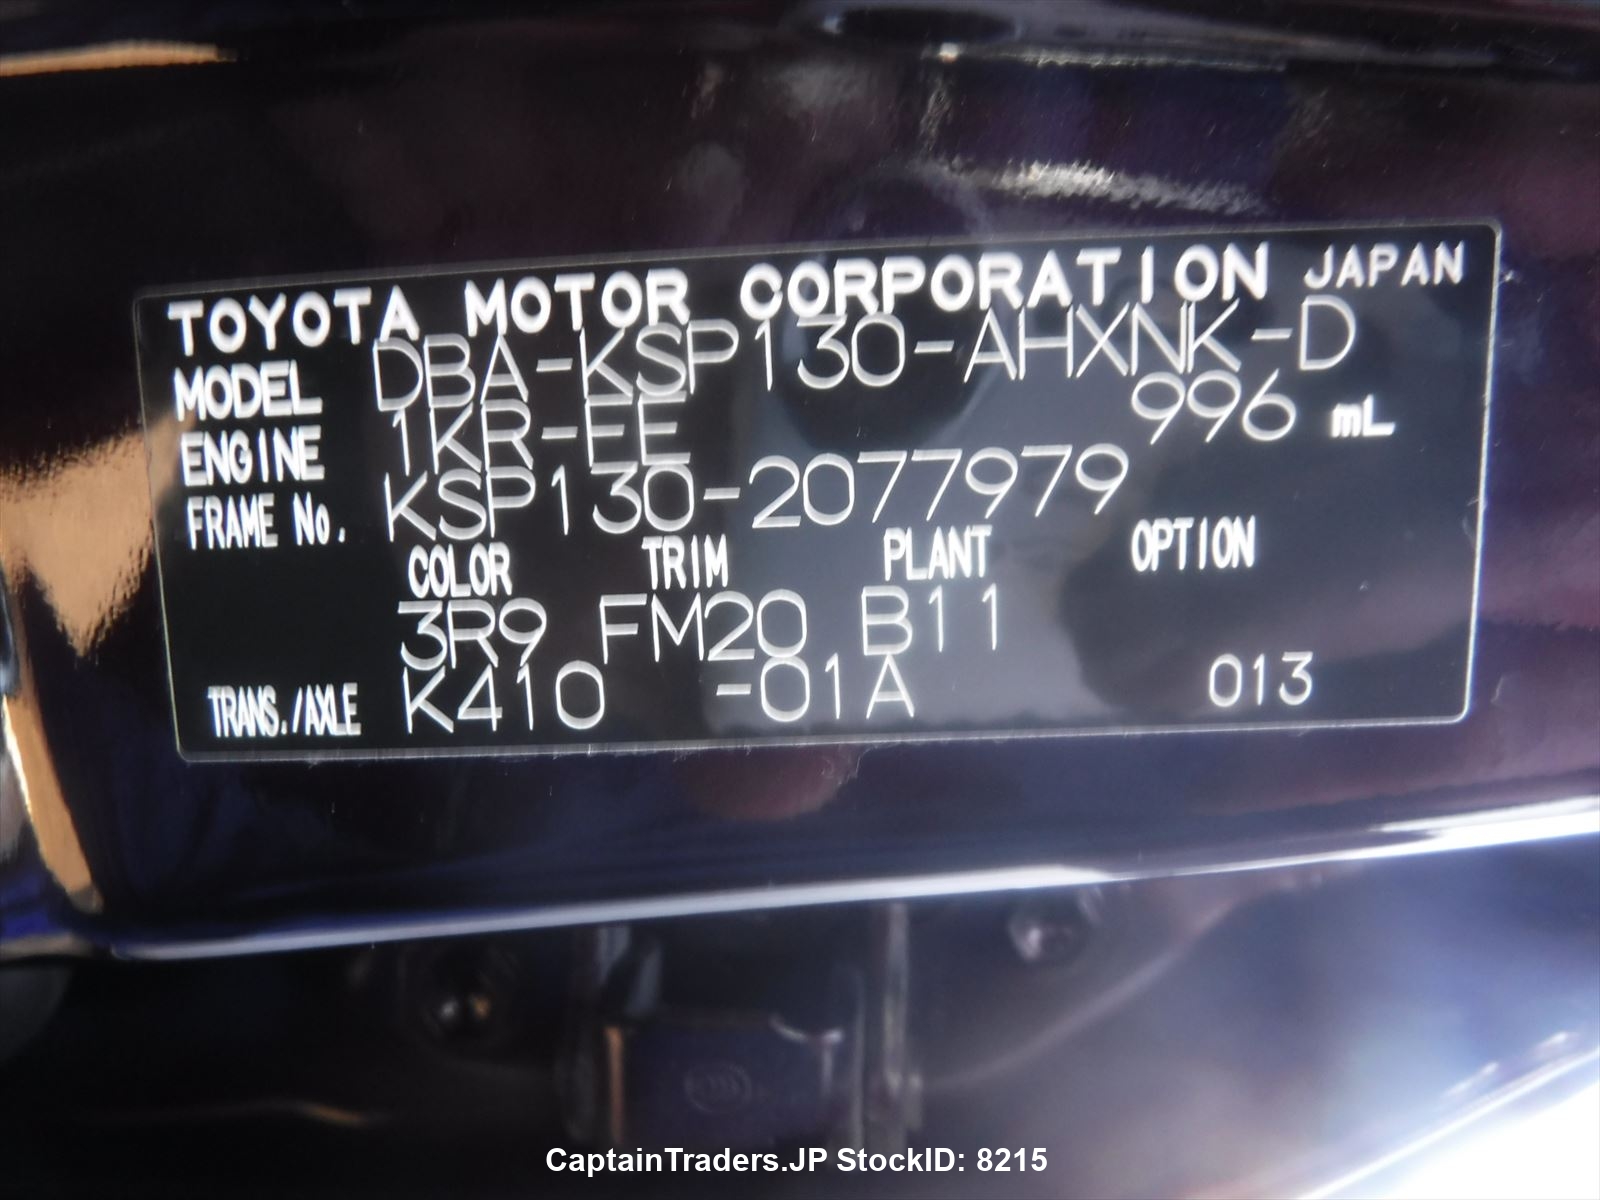 TOYOTA MOTOR CORPORATION JAPAN
MODEL DBA-KSP130-AHXNK-D
ENGINE 1KR-FE 996 mL
FRAME No. KSP130-2077979
COLOR TRIM PLANT OPTION
3R9 FM20 B11
TRANS./AXLE K410 -01A 013
CaptainTraders.JP StockID: 8215